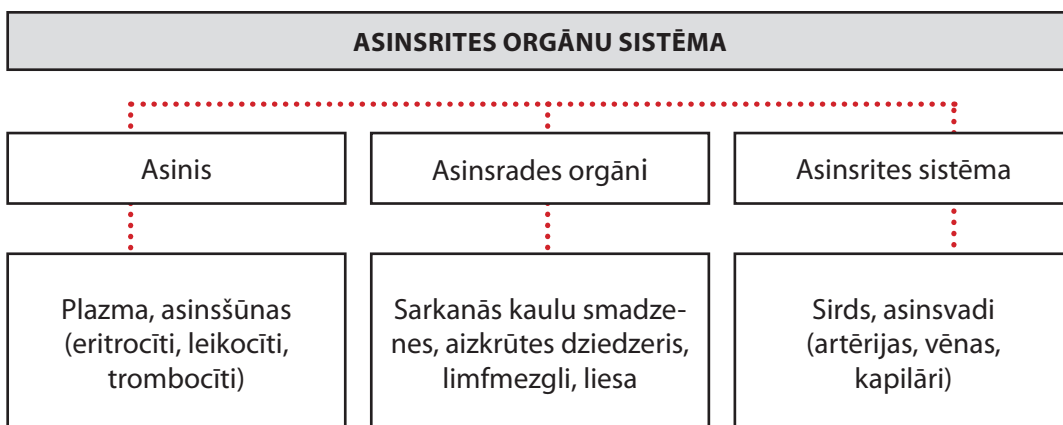 ASINSRITES ORGĀNU SISTĒMA
Asinis
Asinsrades orgāni
Asinsrites sistēma
Plazma, asinsšūnas
(eritrocīti, leikocīti,
trombocīti)
Sarkanās kaulu smadze-
nes, aizkrūtes dziedzeris,
limfmezgli, liesa
Sirds, asinsvadi
(artērijas, vēnas,
kapilāri)